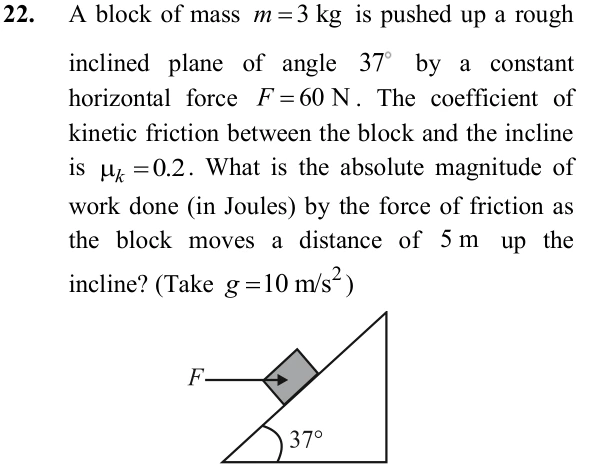 22. A block of mass m = 3 kg is pushed up a rough
inclined plane of angle 37° by a constant
horizontal force F = 60 N. The coefficient of
kinetic friction between the block and the incline
is μₖ = 0.2. What is the absolute magnitude of
work done (in Joules) by the force of friction as
the block moves a distance of 5 m up the
incline? (Take g = 10 m/s²)
F
37°